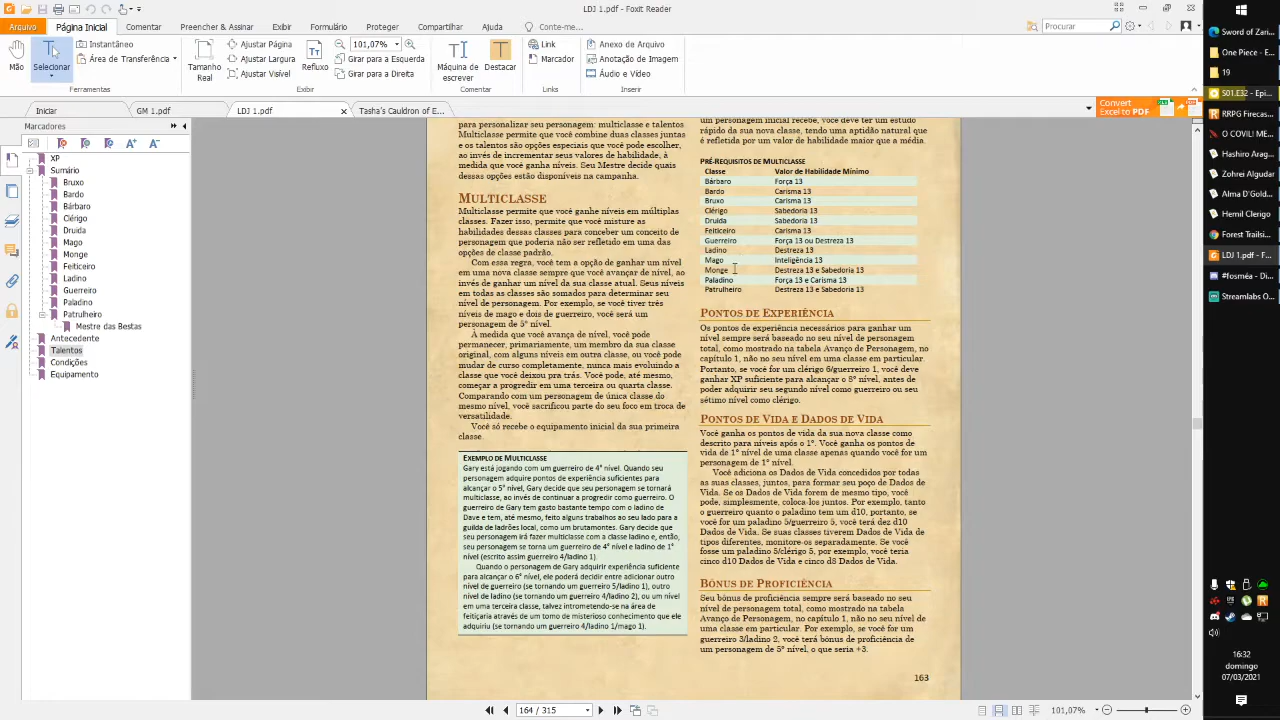 LDJ 1.pdf - Foxit Reader
Arquivo
Página Inicial
Comentar
Preencher & Assinar
Exibir
Formulário
Proteger
Compartilhar
Ajuda
Conte-me...
Procurar
Mão
Selecionar
Instantâneo
Área de Transferência
Ferramentas
Tamanho Real
Ajustar Página
Ajustar Largura
Ajustar Visível
Refluxo
101,07%
Girar para a Esquerda
Girar para a Direita
Exibir
Máquina de escrever
Destacar
Comentar
Link
Marcador
Links
Anexo de Arquivo
Anotação de Imagem
Áudio e Vídeo
Inserir
Iniciar
GM 1.pdf
LDJ 1.pdf
Tasha's Cauldron of E...
Convert
Excel to PDF
Marcadores
XP
Sumário
Bruxo
Bardo
Bárbaro
Clérigo
Druida
Mago
Monge
Feiticeiro
Ladino
Guerreiro
Paladino
Patrulheiro
Mestre das Bestas
Antecedente
Talentos
Condições
Equipamento
para personalizar seu personagem: multiclasse e talentos
Multiclasse permite que você combine duas classes juntas
e os talentos são opções especiais que você pode escolher,
ao invés de incrementar seus valores de habilidade, à
medida que você ganha níveis. Seu Mestre decide quais
dessas opções estão disponíveis na campanha.
MULTICLASSE
Multiclasse permite que você ganhe níveis em múltiplas
classes. Fazer isso, permite que você misture as
habilidades dessas classes para conceber um conceito de
personagem que poderia não ser refletido em uma das
opções de classe padrão.
Com essa regra, você tem a opção de ganhar um nível
em uma nova classe sempre que você avançar de nível, ao
invés de ganhar um nível da sua classe atual. Seus níveis
em todas as classes são somados para determinar seu
nível de personagem. Por exemplo, se você tiver três
níveis de mago e dois de guerreiro, você será um
personagem de 5° nível.
À medida que você avança de nível, você pode
permanecer, primariamente, um membro da sua classe
original, com alguns níveis em outra classe, ou você pode
mudar de curso completamente, nunca mais evoluindo a
classe que você deixou pra trás. Você pode, até mesmo,
começar a progredir em uma terceira ou quarta classe.
Comparando com um personagem de única classe do
mesmo nível, você sacrificou parte do seu foco em troca de
versatilidade.
Você só recebe o equipamento inicial da sua primeira
classe.
EXEMPLO DE MULTICLASSE
Gary está jogando com um guerreiro de 4° nível. Quando seu
personagem adquire pontos de experiência suficientes para
alcançar o 5° nível, Gary decide que seu personagem se tornará
multiclasse, ao invés de continuar a progredir como guerreiro. O
guerreiro de Gary tem gasto bastante tempo com o ladino de
Dave e tem, até mesmo, feito alguns trabalhos ao seu lado para a
guilda de ladrões local, como um brutamontes. Gary decide que
seu personagem irá fazer multiclasse com a classe ladino e, então,
seu personagem se torna um guerreiro de 4° nível e ladino de 1°
nível (escrito assim guerreiro 4/ladino 1).
Quando o personagem de Gary adquirir experiência suficiente
para alcançar o 6° nível, ele poderá decidir entre adicionar outro
nível de guerreiro (se tornando um guerreiro 5/ladino 1), outro
nível de ladino (se tornando um guerreiro 4/ladino 2), ou um nível
em uma terceira classe, talvez intrometendo-se na área de
feitiçaria através de um tomo de misterioso conhecimento que ele
adquiriu (se tornando um guerreiro 4/ladino 1/mago 1).
um personagem inicial recebe, você deve ter um estudo
rápido da sua nova classe, tendo uma aptidão natural que
é refletida por um valor de habilidade maior que a média.
PRÉ-REQUISITOS DE MULTICLASSE
Classe Valor de Habilidade Mínimo
Bárbaro Força 13
Bardo Carisma 13
Bruxo Carisma 13
Clérigo Sabedoria 13
Druida Sabedoria 13
Feiticeiro Carisma 13
Guerreiro Força 13 ou Destreza 13
Ladino Destreza 13
Mago Inteligência 13
Monge Destreza 13 e Sabedoria 13
Paladino Força 13 e Carisma 13
Patrulheiro Destreza 13 e Sabedoria 13
PONTOS DE EXPERIÊNCIA
Os pontos de experiência necessários para ganhar um
nível sempre será baseado no seu nível de personagem
total, como mostrado na tabela Avanço de Personagem, no
capítulo 1, não no seu nível em uma classe em particular.
Portanto, se você for um clérigo 6/guerreiro 1, você deve
ganhar XP suficiente para alcançar o 8° nível, antes de
poder adquirir seu segundo nível como guerreiro ou seu
sétimo nível como clérigo.
PONTOS DE VIDA E DADOS DE VIDA
Você ganha os pontos de vida da sua nova classe como
descrito para níveis após o 1°. Você ganha os pontos de
vida de 1° nível de uma classe apenas quando você for um
personagem de 1° nível.
Você adiciona os Dados de Vida concedidos por todas
as suas classes, juntos, para formar seu poço de Dados de
Vida. Se os Dados de Vida forem de mesmo tipo, você
pode, simplesmente, coloca-los juntos. Por exemplo, tanto
o guerreiro quanto o paladino tem um d10, portanto, se
você for um paladino 5/guerreiro 5, você terá dez d10
Dados de Vida. Se suas classes tiverem Dados de Vida de
tipos diferentes, monitore-os separadamente. Se você
fosse um paladino 5/clérigo 5, por exemplo, você teria
cinco d10 Dados de Vida e cinco d8 Dados de Vida.
BÔNUS DE PROFICIÊNCIA
Seu bônus de proficiência sempre será baseado no seu
nível de personagem total, como mostrado na tabela
Avanço de Personagem, no capítulo 1, não no seu nível de
uma classe em particular. Por exemplo, se você for um
guerreiro 3/ladino 2, você terá bônus de proficiência de
um personagem de 5° nível, o que seria +3.
163
164 / 315
101,07%
Sword of Zari...
One Piece - E...
19
S01.E32 - Epi...
RRPG Firecas...
O COVIL! ME...
Hashiro Arag...
Zohrei Algudar
Alma D'Gold...
Hemil Clerigo
Forest Trailsi...
LDJ 1.pdf - F...
#fosméa - Di...
Streamlabs O...
16:32
domingo
07/03/2021